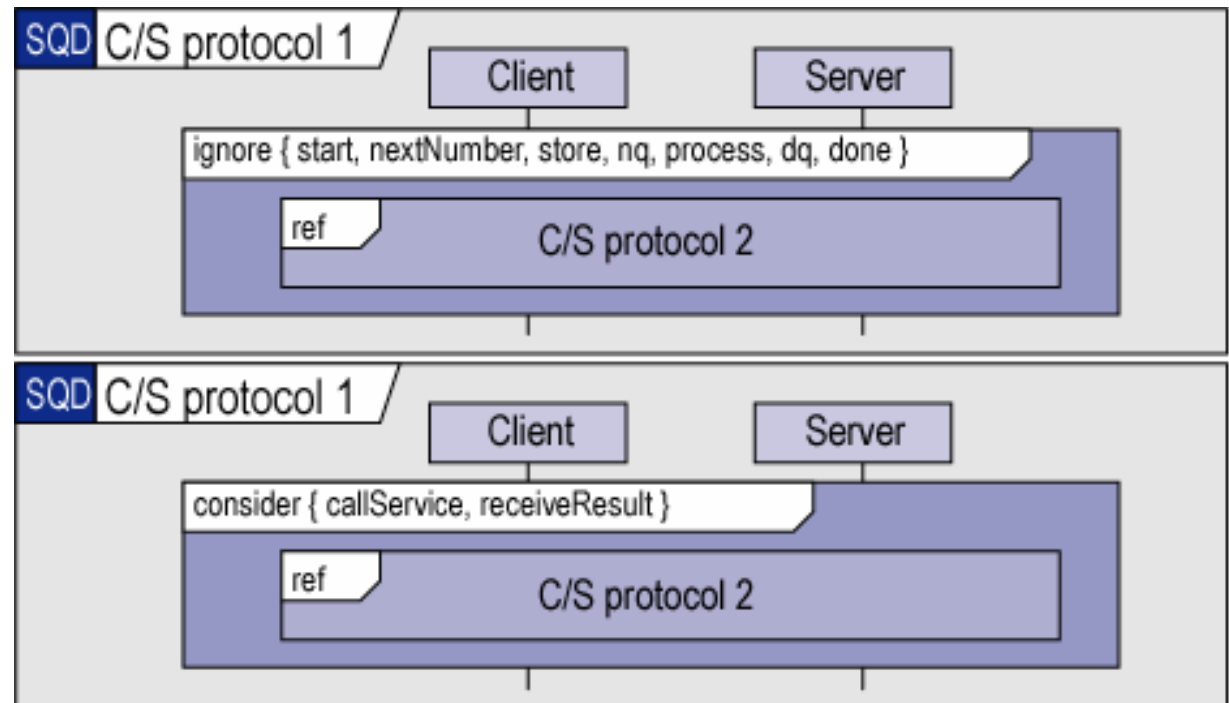 SQD C/S protocol 1
Client Server
ignore { start, nextNumber, store, nq, process, dq, done }
ref
C/S protocol 2
SQD C/S protocol 1
Client Server
consider { callService, receiveResult }
ref
C/S protocol 2